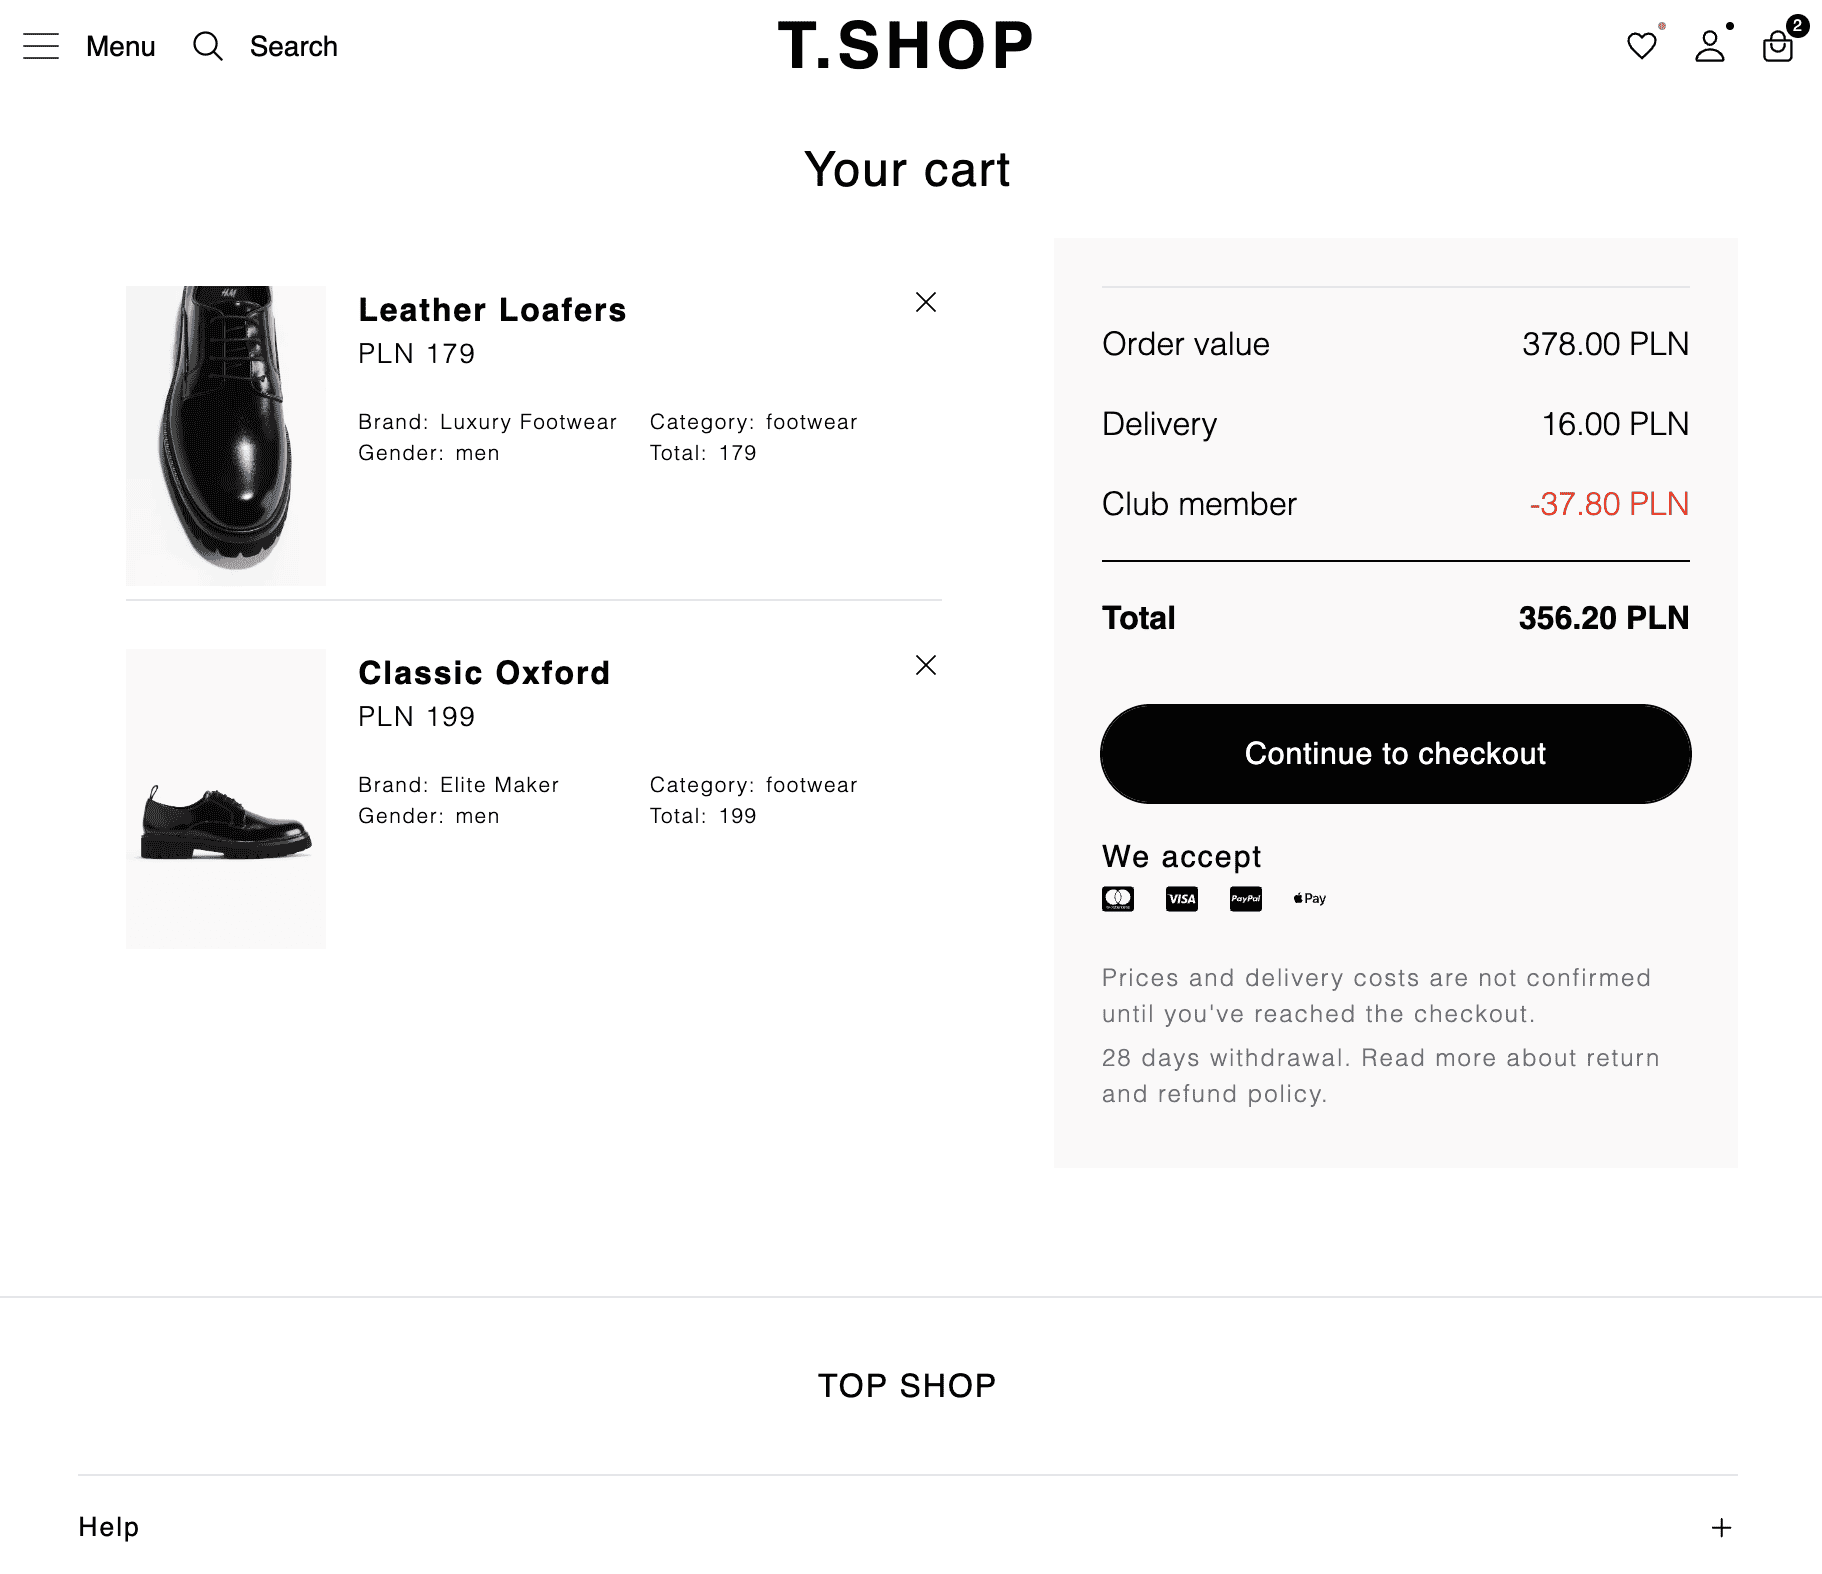 Menu
Search
T.SHOP
2
Your cart
H&M
Leather Loafers
PLN 179
Brand: Luxury Footwear
Category: footwear
Gender: men
Total: 179
Classic Oxford
PLN 199
Brand: Elite Maker
Category: footwear
Gender: men
Total: 199
Order value 378.00 PLN
Delivery 16.00 PLN
Club member -37.80 PLN
Total 356.20 PLN
Continue to checkout
We accept
VISA
PayPal
Pay
Prices and delivery costs are not confirmed
until you've reached the checkout.
28 days withdrawal. Read more about return
and refund policy.
TOP SHOP
Help